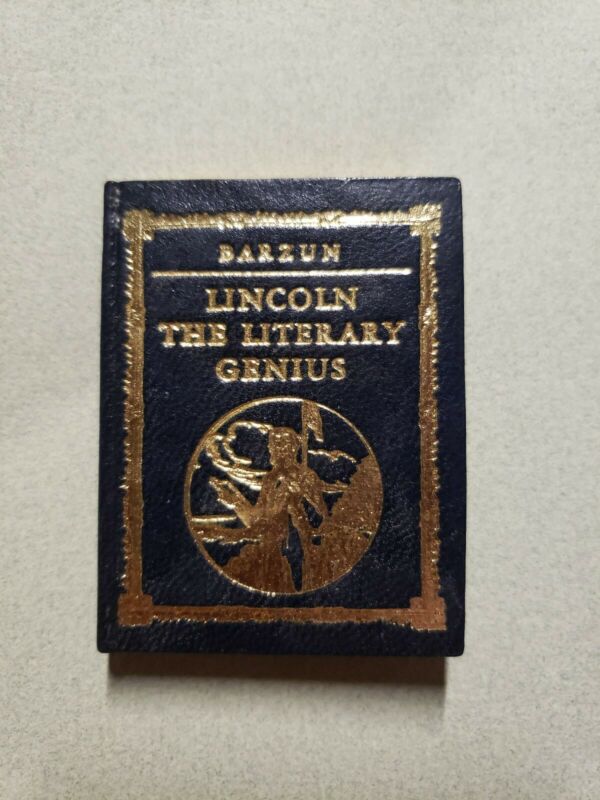 BARZUN
LINCOLN
THE LITERARY
GENIUS